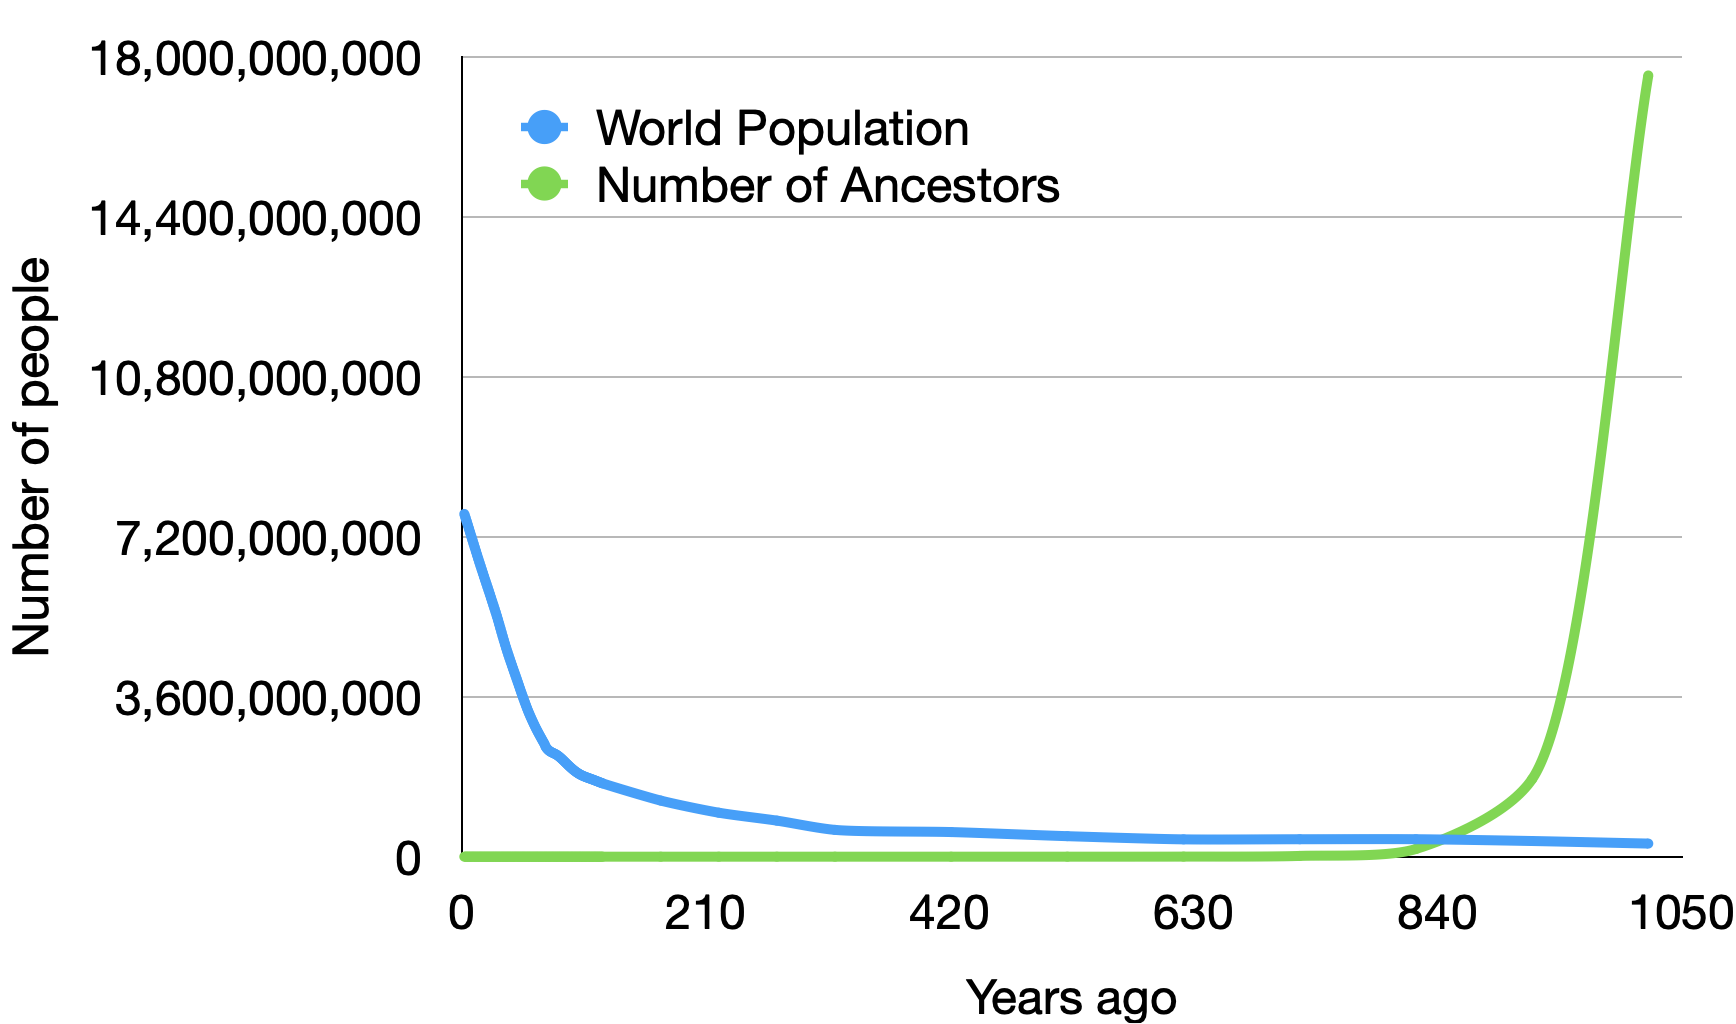 18,000,000,000
World Population
Number of Ancestors
14,400,000,000
10,800,000,000
7,200,000,000
3,600,000,000
0
Number of people
0 210 420 630 840 1050
Years ago